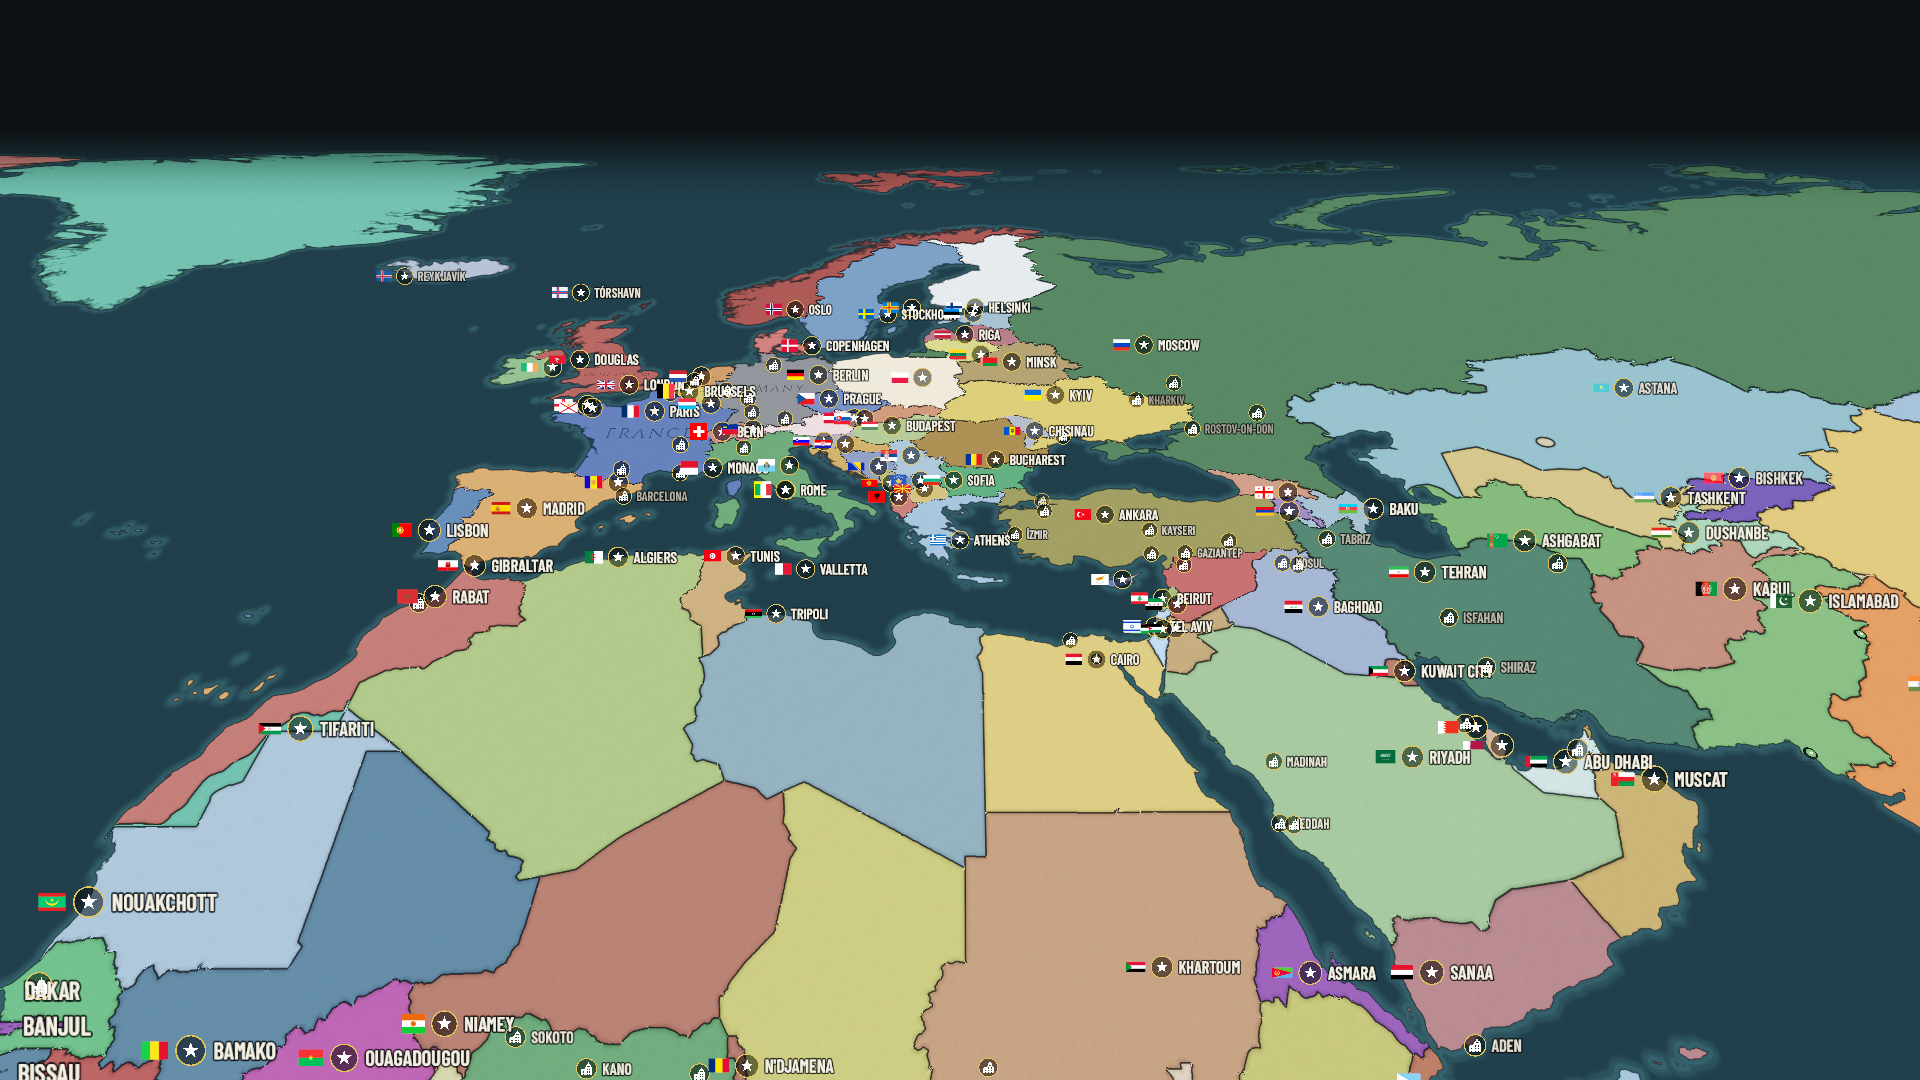 REYKJAVÍK
TÓRSHAVN
OSLO
STOCKHOLM
HELSINKI
RIGA
MOSCOW
COPENHAGEN
DOUGLAS
MINSK
BERLIN
LONDON
BRUSSELS
KYIV
PRAGUE
KHARKIV
ASTANA
PARIS
FRANCE
BERN
BUDAPEST
CHISINAU
ROSTOV-ON-DON
BUCHAREST
MONACO
SOFIA
BISHKEK
ROME
BARCELONA
TASHKENT
MADRID
ANKARA
BAKU
LISBON
KAYSERI
ATHENS
İZMIR
TABRIZ
ASHGABAT
DUSHANBE
GAZIANTEP
ALGIERS
TUNIS
GIBRALTAR
VALLETTA
TEHRAN
KABUL
RABAT
BEIRUT
BAGHDAD
ISLAMABAD
TRIPOLI
ISFAHAN
TEL AVIV
CAIRO
KUWAIT CITY
SHIRAZ
TIFARITI
RIYADH
MADINAH
ABU DHABI
MUSCAT
JEDDAH
NOUAKCHOTT
KHARTOUM
ASMARA
SANAA
DAKAR
BANJUL
NIAMEY
SOKOTO
ADEN
BAMAKO
OUAGADOUGOU
KANO
N'DJAMENA
BISSAU